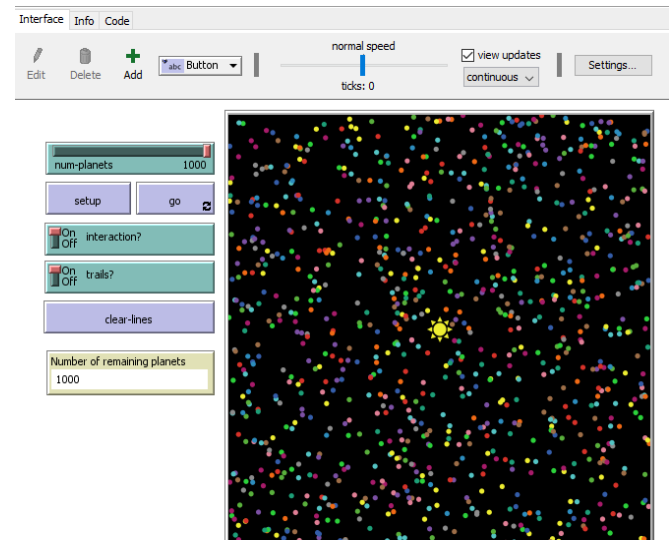 Interface Info Code
Edit Delete Add abc Button normal speed ticks: 0 view updates continuous Settings...
num-planets 1000
setup go
On Off interaction?
On Off trails?
clear-lines
Number of remaining planets
1000